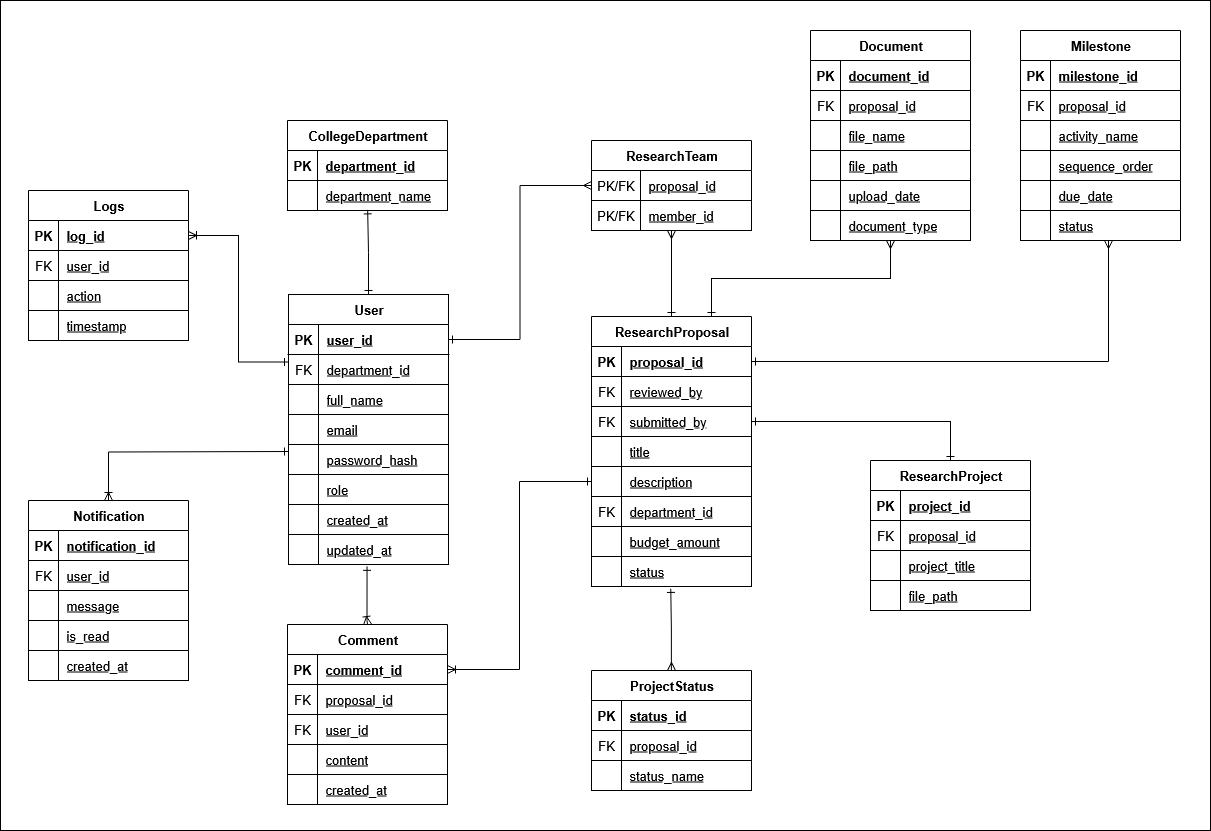 Document
PK document_id
FK proposal_id
file_name
file_path
upload_date
document_type
Milestone
PK milestone_id
FK proposal_id
activity_name
sequence_order
due_date
status
CollegeDepartment
PK department_id
department_name
ResearchTeam
PK/FK proposal_id
PK/FK member_id
Logs
PK log_id
FK user_id
action
timestamp
User
PK user_id
FK department_id
full_name
email
password_hash
role
created_at
updated_at
ResearchProposal
PK proposal_id
FK reviewed_by
FK submitted_by
title
description
FK department_id
budget_amount
status
ResearchProject
PK project_id
FK proposal_id
project_title
file_path
Notification
PK notification_id
FK user_id
message
is_read
created_at
Comment
PK comment_id
FK proposal_id
FK user_id
content
created_at
ProjectStatus
PK status_id
FK proposal_id
status_name